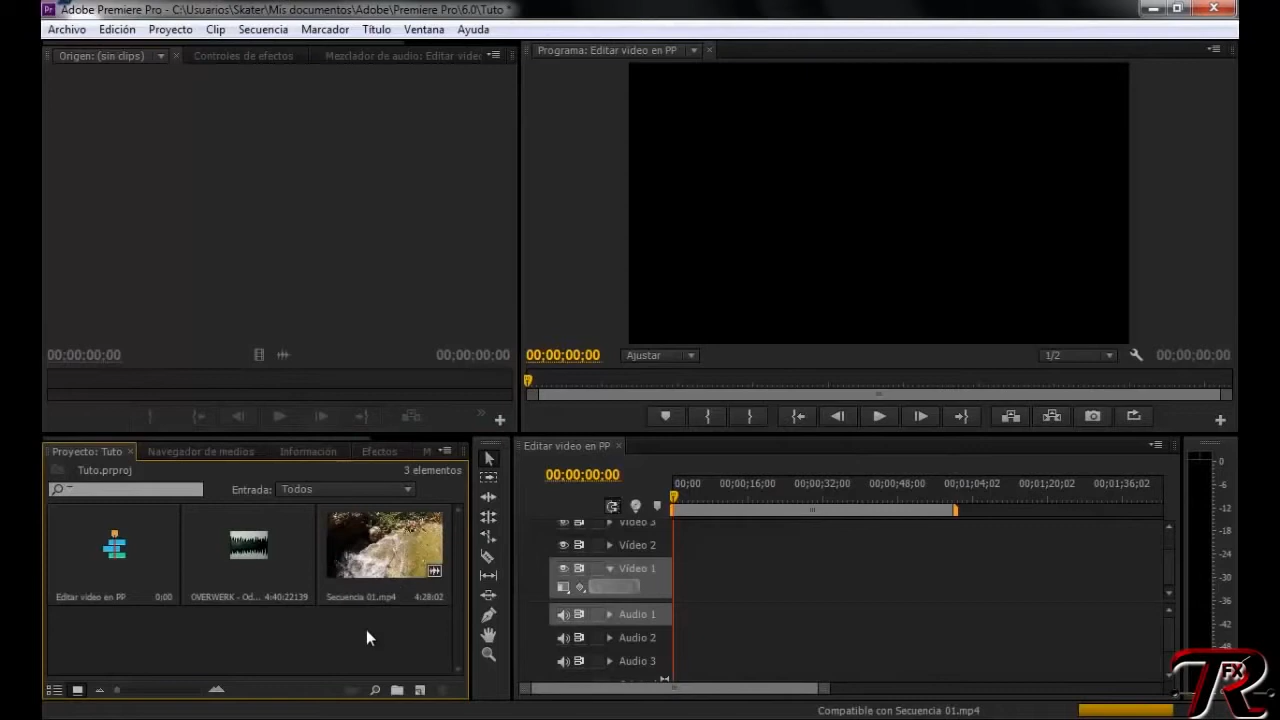 Adobe Premiere Pro - C:\Usuarios\Skater\Mis documentos\Adobe\Premiere Pro\6.0\Tuto *
Archivo Edición Proyecto Clip Secuencia Marcador Título Ventana Ayuda
Origen: (sin clips) Controles de efectos Mezclador de audio: Editar video
Programa: Editar video en PP
00;00;00;00 00;00;00;00
00;00;00;00 Ajustar 1/2 00;00;00;00
Proyecto: Tuto Navegador de medios Información Efectos M
Tuto.prproj 3 elementos
Entrada: Todos
Editar video en PP 0;00
OVERWERK - Od... 4:40:22139
Secuencia 01.mp4 4:28:02
Editar video en PP
00:00:00:00
00;00 00;00;16;00 00;00;32;00 00;00;48;00 00;01;04;02 00;01;20;02 00;01;36;02
Vídeo 3
Vídeo 2
Vídeo 1
Audio 1
Audio 2
Audio 3
0
-6
-12
-18
-24
-30
-36
-42
-48
Compatible con Secuencia 01.mp4
TR FX